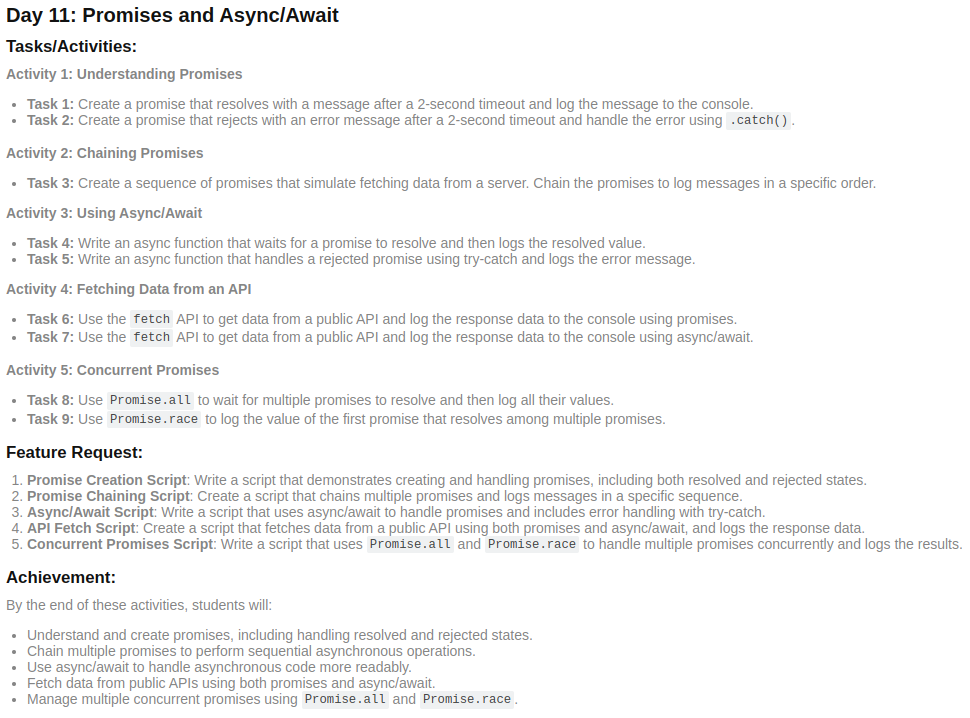 Day 11: Promises and Async/Await
Tasks/Activities:
Activity 1: Understanding Promises
• Task 1: Create a promise that resolves with a message after a 2-second timeout and log the message to the console.
• Task 2: Create a promise that rejects with an error message after a 2-second timeout and handle the error using .catch().
Activity 2: Chaining Promises
• Task 3: Create a sequence of promises that simulate fetching data from a server. Chain the promises to log messages in a specific order.
Activity 3: Using Async/Await
• Task 4: Write an async function that waits for a promise to resolve and then logs the resolved value.
• Task 5: Write an async function that handles a rejected promise using try-catch and logs the error message.
Activity 4: Fetching Data from an API
• Task 6: Use the fetch API to get data from a public API and log the response data to the console using promises.
• Task 7: Use the fetch API to get data from a public API and log the response data to the console using async/await.
Activity 5: Concurrent Promises
• Task 8: Use Promise.all to wait for multiple promises to resolve and then log all their values.
• Task 9: Use Promise.race to log the value of the first promise that resolves among multiple promises.
Feature Request:
1. Promise Creation Script: Write a script that demonstrates creating and handling promises, including both resolved and rejected states.
2. Promise Chaining Script: Create a script that chains multiple promises and logs messages in a specific sequence.
3. Async/Await Script: Write a script that uses async/await to handle promises and includes error handling with try-catch.
4. API Fetch Script: Create a script that fetches data from a public API using both promises and async/await, and logs the response data.
5. Concurrent Promises Script: Write a script that uses Promise.all and Promise.race to handle multiple promises concurrently and logs the results.
Achievement:
By the end of these activities, students will:
• Understand and create promises, including handling resolved and rejected states.
• Chain multiple promises to perform sequential asynchronous operations.
• Use async/await to handle asynchronous code more readably.
• Fetch data from public APIs using both promises and async/await.
• Manage multiple concurrent promises using Promise.all and Promise.race.